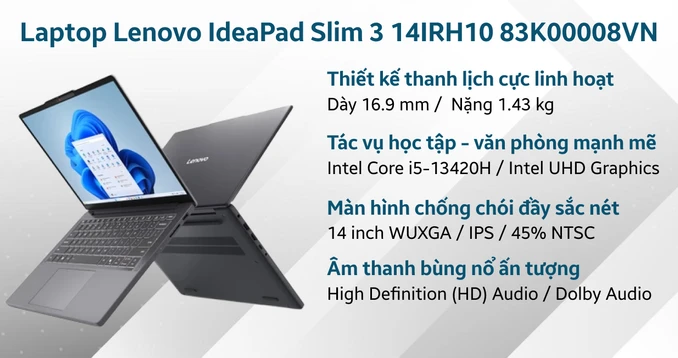 Laptop Lenovo IdeaPad Slim 3 14IRH10 83K00008VN
Thiết kế thanh lịch cực linh hoạt
Dày 16.9 mm / Nặng 1.43 kg
Tác vụ học tập - văn phòng mạnh mẽ
Intel Core i5-13420H / Intel UHD Graphics
Màn hình chống chói đầy sắc nét
14 inch WUXGA / IPS / 45% NTSC
Âm thanh bùng nổ ấn tượng
High Definition (HD) Audio / Dolby Audio
Lenovo